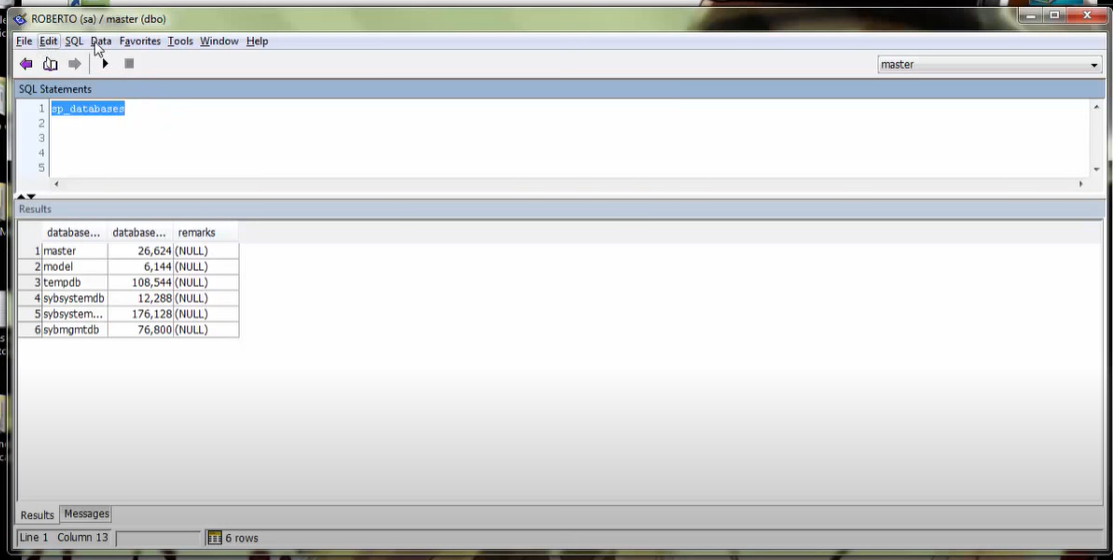 ROBERTO (sa) / master (dbo)
File Edit SQL Data Favorites Tools Window Help
master
SQL Statements
1 sp_databases
2
3
4
5
Results
database... database... remarks
1 master 26,624 (NULL)
2 model 6,144 (NULL)
3 tempdb 108,544 (NULL)
4 sybsystemdb 12,288 (NULL)
5 sybsystem... 176,128 (NULL)
6 sybmgmtdb 76,800 (NULL)
Results Messages
Line 1 Column 13 6 rows